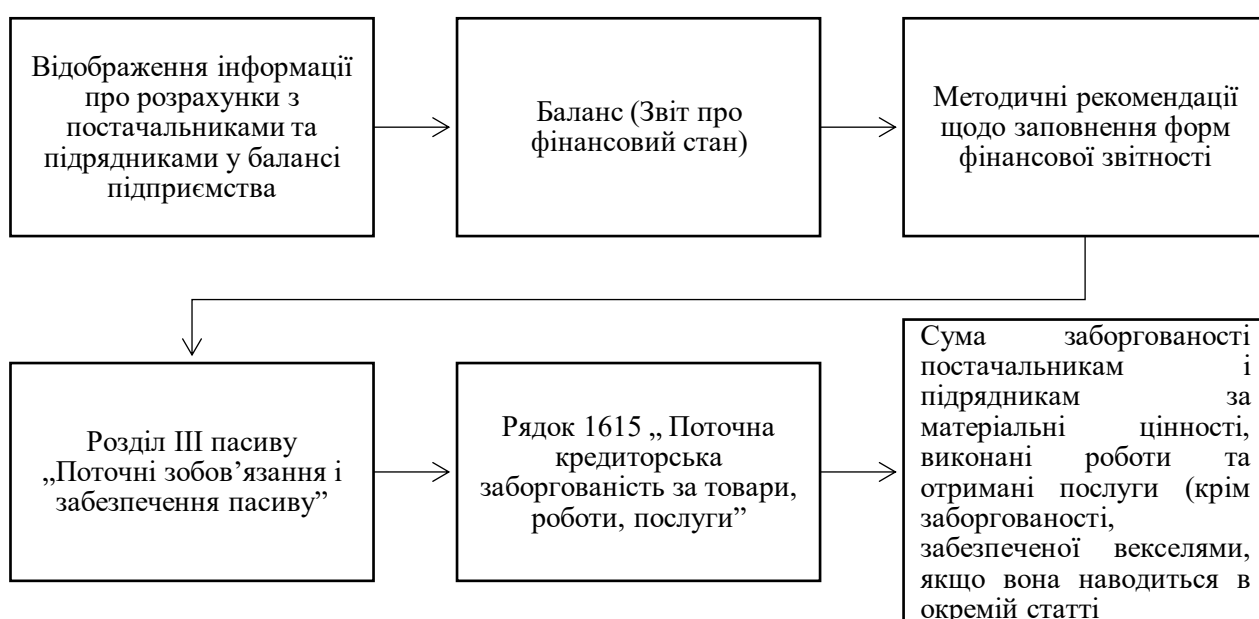 Відображення інформації
про розрахунки з
постачальниками та
підрядниками у балансі
підприємства
Баланс (Звіт про
фінансовий стан)
Методичні рекомендації
щодо заповнення форм
фінансової звітності
Розділ ІІІ пасиву
„Поточні зобов’язання і
забезпечення пасиву”
Рядок 1615 „ Поточна
кредиторська
заборгованість за товари,
роботи, послуги”
Сума заборгованості
постачальникам і
підрядникам за
матеріальні цінності,
виконані роботи та
отримані послуги (крім
заборгованості,
забезпеченої векселями,
якщо вона наводиться в
окремій статті